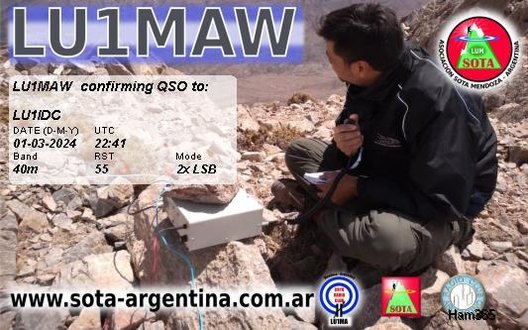 LU1MAW
LUM
SOTA
ASOCIACION SOTA MENDOZA - ARGENTINA
LU1MAW confirming QSO to:
LU1IDC
DATE (D-M-Y) UTC
01-03-2024 22:41
Band RST Mode
40m 55 2x LSB
www.sota-argentina.com.ar
LU1MA
SOTA
Ham365